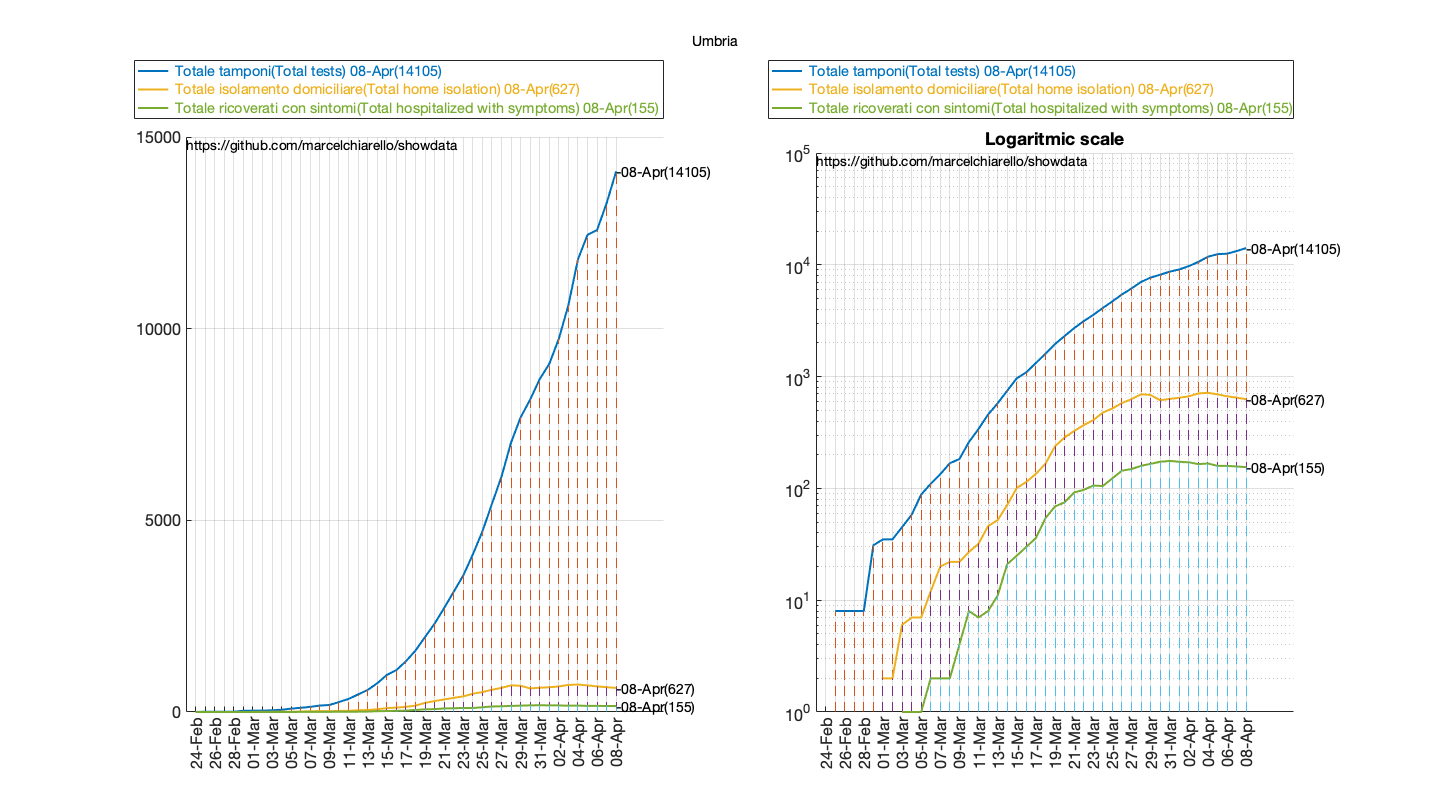 Umbria
Totale tamponi(Total tests) 08-Apr(14105)
Totale isolamento domiciliare(Total home isolation) 08-Apr(627)
Totale ricoverati con sintomi(Total hospitalized with symptoms) 08-Apr(155)
15000
10000
5000
0
https://github.com/marcelchiarello/showdata
08-Apr(14105)
08-Apr(627)
08-Apr(155)
24-Feb
26-Feb
28-Feb
01-Mar
03-Mar
05-Mar
07-Mar
09-Mar
11-Mar
13-Mar
15-Mar
17-Mar
19-Mar
21-Mar
23-Mar
25-Mar
27-Mar
29-Mar
31-Mar
02-Apr
04-Apr
06-Apr
08-Apr
Totale tamponi(Total tests) 08-Apr(14105)
Totale isolamento domiciliare(Total home isolation) 08-Apr(627)
Totale ricoverati con sintomi(Total hospitalized with symptoms) 08-Apr(155)
Logaritmic scale
10^5
10^4
10^3
10^2
10^1
10^0
https://github.com/marcelchiarello/showdata
08-Apr(14105)
08-Apr(627)
08-Apr(155)
24-Feb
26-Feb
28-Feb
01-Mar
03-Mar
05-Mar
07-Mar
09-Mar
11-Mar
13-Mar
15-Mar
17-Mar
19-Mar
21-Mar
23-Mar
25-Mar
27-Mar
29-Mar
31-Mar
02-Apr
04-Apr
06-Apr
08-Apr